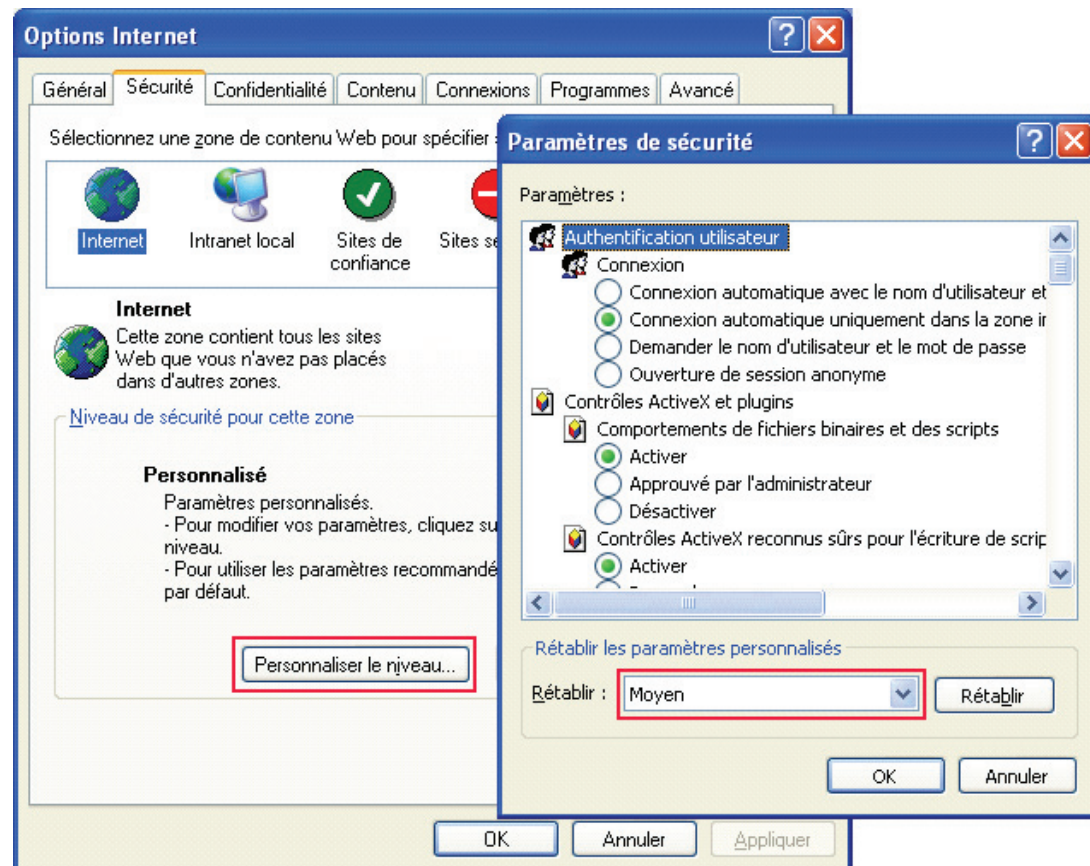 Options Internet
Général Sécurité Confidentialité Contenu Connexions Programmes Avancé
Sélectionnez une zone de contenu Web pour spécifier
Internet
Intranet local
Sites de
confiance
Sites
Internet
Cette zone contient tous les sites
Web que vous n'avez pas placés
dans d'autres zones.
Niveau de sécurité pour cette zone
Personnalisé
Paramètres personnalisés.
- Pour modifier vos paramètres, cliquez
niveau.
- Pour utiliser les paramètres
par défaut.
Personnaliser le niveau...
OK
Annuler
Appliquer
Paramètres de sécurité
Paramètres :
Authentification utilisateur
Connexion
Connexion automatique avec le nom d'utilisateur et
Connexion automatique uniquement dans la zone
Demander le nom d'utilisateur et le mot de passe
Ouverture de session anonyme
Contrôles ActiveX et plugins
Comportements de fichiers binaires et des scripts
Activer
Approuvé par l'administrateur
Désactiver
Contrôles ActiveX reconnus sûrs pour l'écriture de
Activer
Rétablir les paramètres personnalisés
Rétablir :
Moyen
Rétablir
OK
Annuler